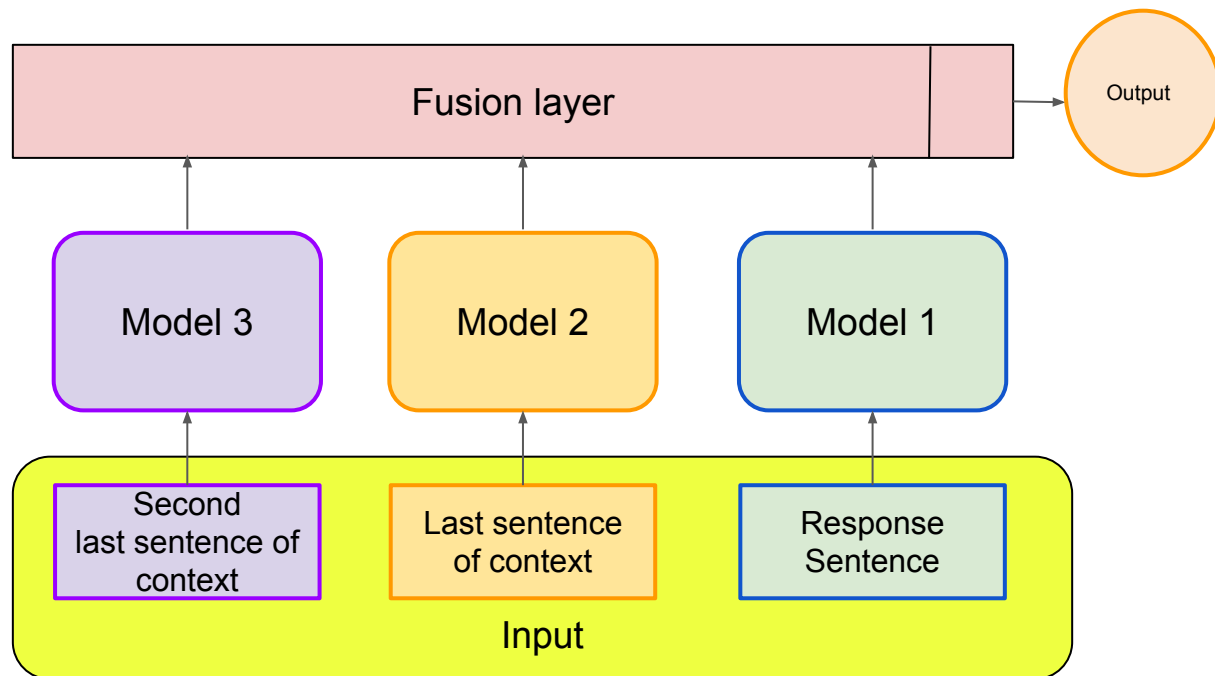 Fusion layer
Output
Model 3
Model 2
Model 1
Second
last sentence of
context
Last sentence
of context
Response
Sentence
Input